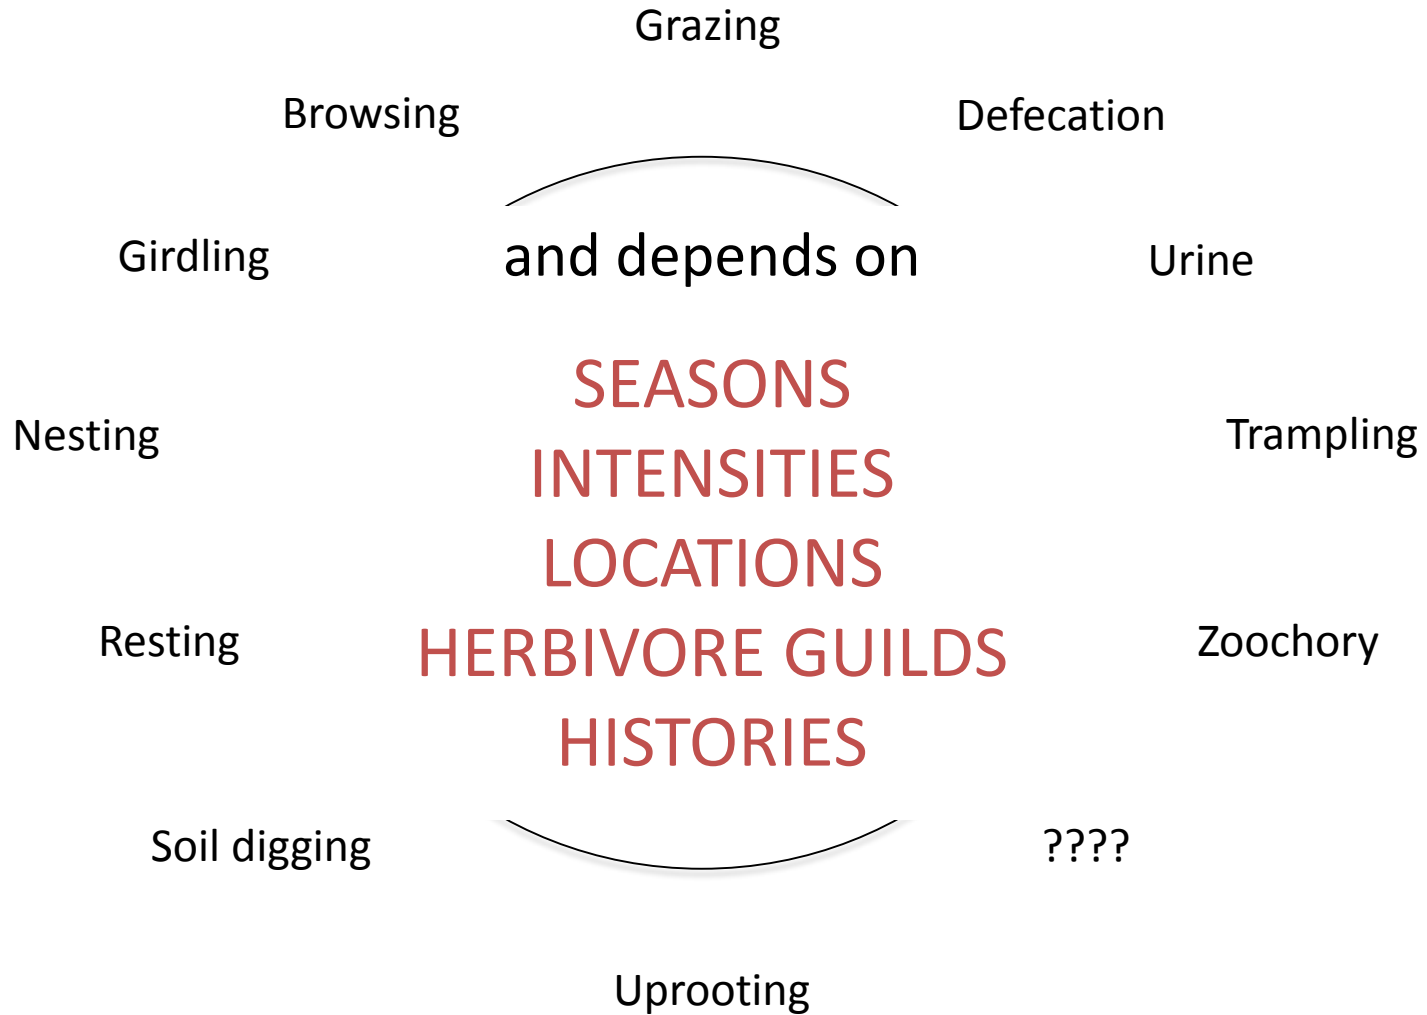 Grazing
Browsing
Defecation
Girdling
and depends on
Urine
SEASONS
Nesting
INTENSITIES
Trampling
LOCATIONS
Resting
HERBIVORE GUILDS
Zoochory
HISTORIES
Soil digging
????
Uprooting